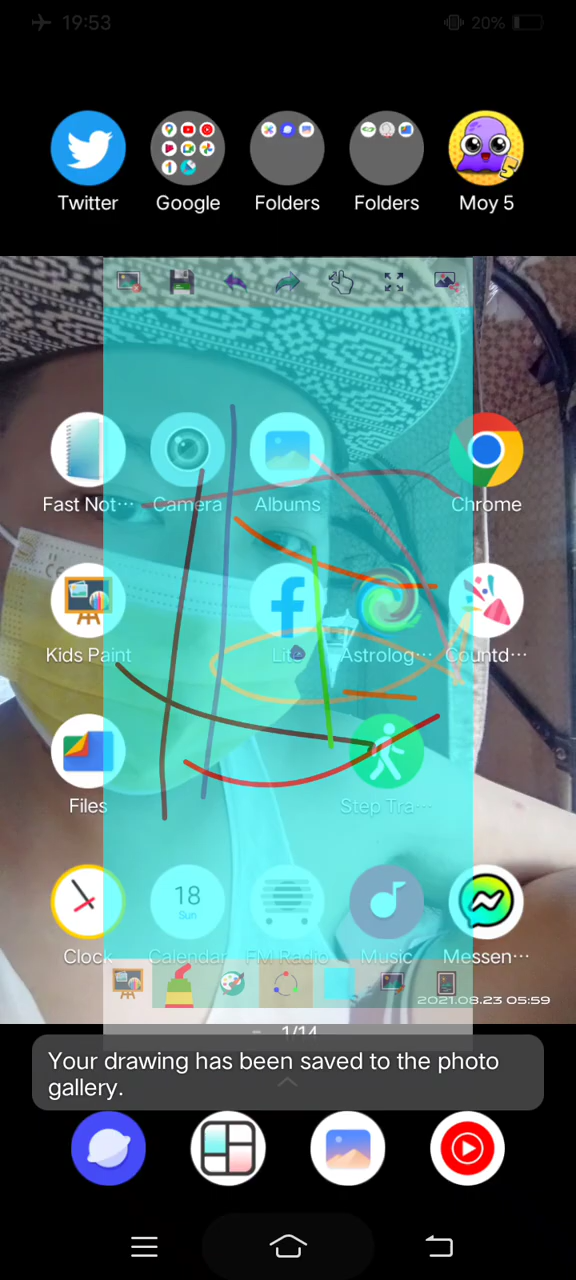 19:53
20%
Twitter
Google
Folders
Folders
Moy 5
5
Fast Not···
Camera
Albums
Chrome
Kids Paint
Lite
Astrolog···
Countd···
Files
Step Tra···
18
Sun
Clock
Calendar
FM Radio
Music
Messen···
2021.08.23 05:59
1/14
Your drawing has been saved to the photo
gallery.